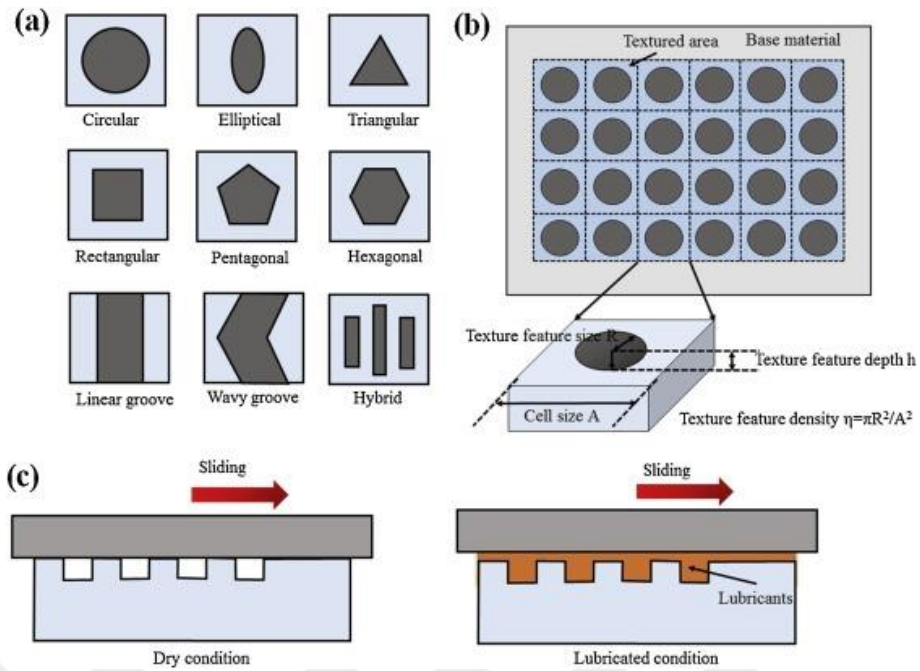 (a)
Circular
Elliptical
Triangular
Rectangular
Pentagonal
Hexagonal
Linear groove
Wavy groove
Hybrid
(b)
Textured area
Base material
Texture feature size R
Texture feature depth h
Cell size A
Texture feature density η=πR²/A²
(c)
Sliding
Dry condition
Sliding
Lubricants
Lubricated condition